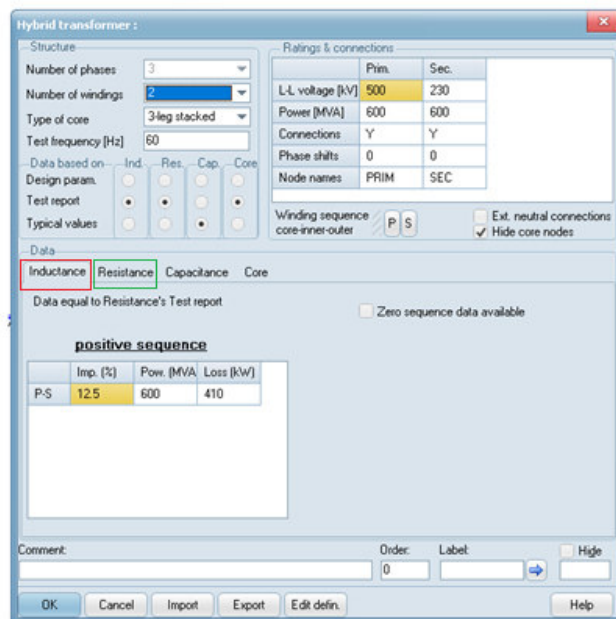 Hybrid transformer :
Structure
Number of phases 3
Number of windings 2
Type of core 3-leg stacked
Test frequency [Hz] 60
Data based on Ind. Res. Cap. Core
Design param.
Test report
Typical values
Ratings & connections
Prim. Sec.
L-L voltage [kV] 500 230
Power [MVA] 600 600
Connections Y Y
Phase shifts 0 0
Node names PRIM SEC
Winding sequence
core-inner-outer P S
Ext. neutral connections
Hide core nodes
Data
Inductance Resistance Capacitance Core
Data equal to Resistance's Test report
Zero sequence data available
positive sequence
Imp. (%) Pow. (MVA Loss (kW)
P-S 12.5 600 410
Comment: Order: Label: Hide
0
OK Cancel Import Export Edit defin. Help